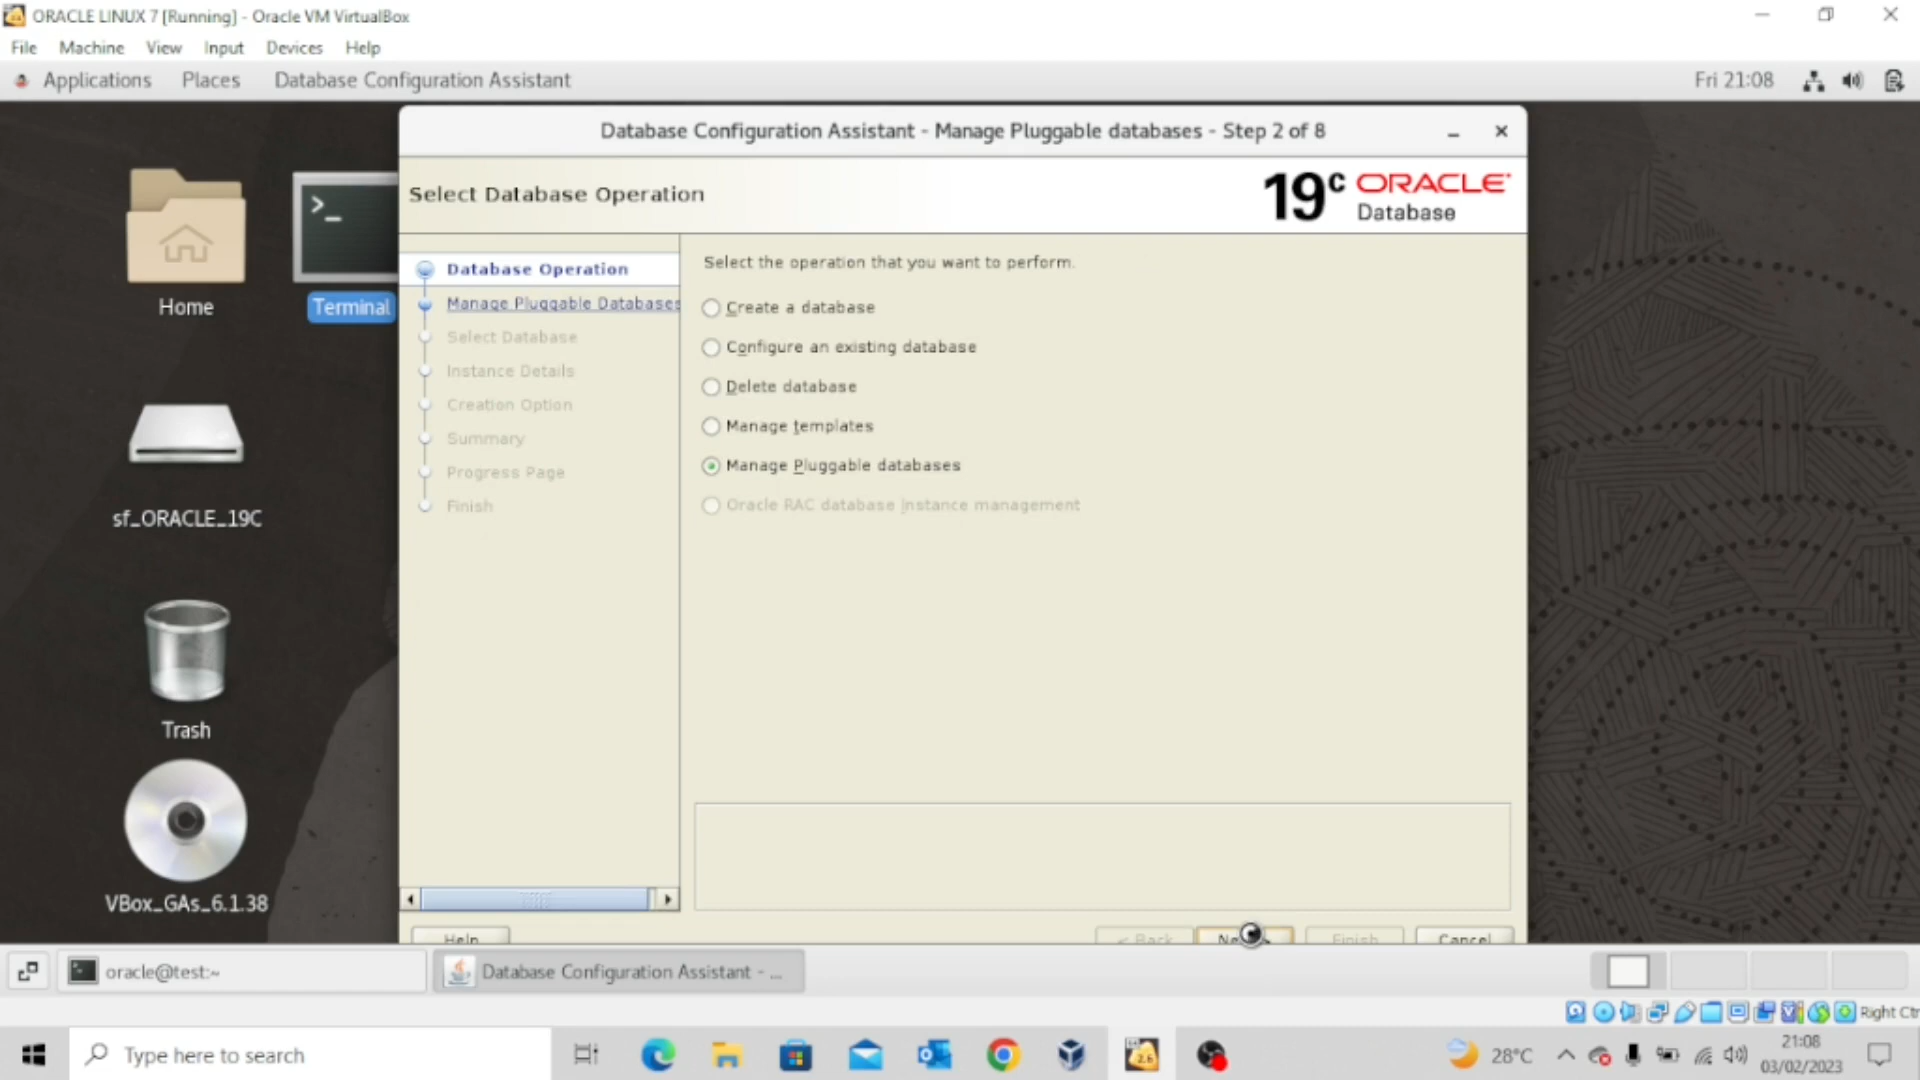 ORACLE LINUX 7 [Running] - Oracle VM VirtualBox
File Machine View Input Devices Help
Applications Places Database Configuration Assistant Fri 21:08
Database Configuration Assistant - Manage Pluggable databases - Step 2 of 8
Select Database Operation
19c ORACLE
Database
Home
Terminal
sf_ORACLE_19C
Trash
VBox_GAs_6.1.38
Database Operation
Manage Pluggable Databases
Select Database
Instance Details
Creation Option
Summary
Progress Page
Finish
Select the operation that you want to perform.
Create a database
Configure an existing database
Delete database
Manage templates
Manage Pluggable databases
Oracle RAC database instance management
Help
< Back Finish Cancel
oracle@test:~ Database Configuration Assistant - ...
Right Ctr
Type here to search
28°C
21:08
03/02/2023